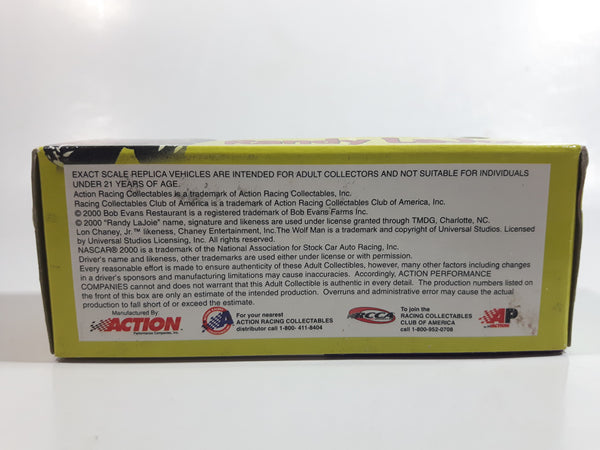 EXACT SCALE REPLICA VEHICLES ARE INTENDED FOR ADULT COLLECTORS AND NOT SUITABLE FOR INDIVIDUALS
UNDER 21 YEARS OF AGE.
Action Racing Collectables is a trademark of Action Racing Collectables, Inc.
Racing Collectables Club of America is a trademark of Action Racing Collectables Club of America, Inc.
© 2000 Bob Evans Restaurant is a registered trademark of Bob Evans Farms Inc.
© 2000 "Randy LaJoie" name, signature and likeness are used under license granted through TMDG, Charlotte, NC.
Lon Chaney, Jr.™ likeness, Chaney Entertainment, Inc.The Wolf Man is a trademark and copyright of Universal Studios. Licensed
by Universal Studios Licensing, Inc. All rights reserved.
NASCAR® 2000 is a trademark of the National Association for Stock Car Auto Racing, Inc.
Driver's name and likeness, other trademarks are used either under license or with permission.
Every reasonable effort is made to ensure authenticity of these Adult Collectibles, however, many other factors including changes
in a driver's sponsors and manufacturing limitations may cause inaccuracies. Accordingly, ACTION PERFORMANCE
COMPANIES cannot and does not warrant that this Adult Collectible is authentic in every detail. The production numbers listed on
the front of this box are only an estimate of the intended production. Overruns and administrative error may cause the actual
production to fall short of or exceed the estimate.
Manufactured By
ACTION
Performance Companies, Inc.
For your nearest
ACTION RACING COLLECTABLES
distributor call 1-800- 411-8404
RCCA
To join the
RACING COLLECTABLES
CLUB OF AMERICA
call 1-800-952-0708
AP
ACTION